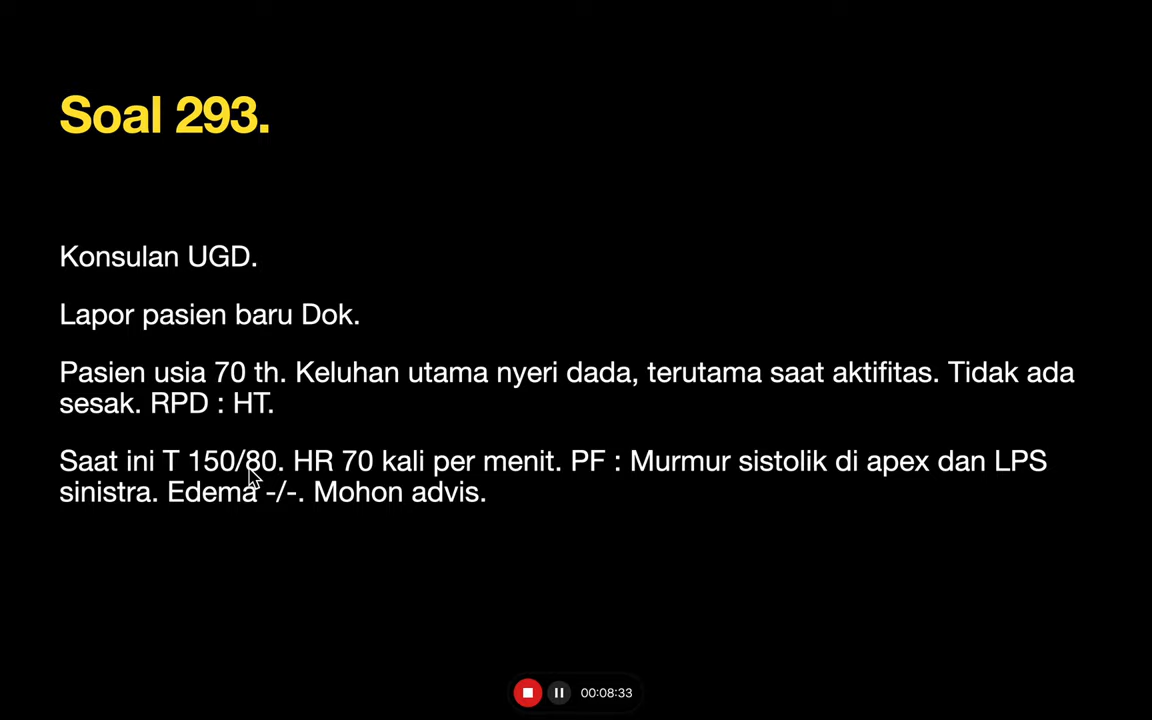 Soal 293.
Konsulan UGD.
Lapor pasien baru Dok.
Pasien usia 70 th. Keluhan utama nyeri dada, terutama saat aktifitas. Tidak ada
sesak. RPD : HT.
Saat ini T 150/80. HR 70 kali per menit. PF : Murmur sistolik di apex dan LPS
sinistra. Edema -/-. Mohon advis.
00:08:33